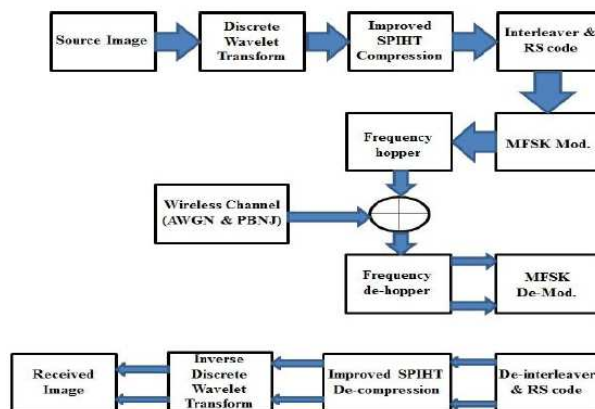 Source Image
Discrete
Wavelet
Transform
Improved
SPIHT
Compression
Interleaver &
RS code
Frequency
hopper
MFSK Mod.
Wireless Channel
(AWGN & PBNJ)
Frequency
de-hopper
MFSK
De-Mod.
Received
Image
Inverse
Discrete
Wavelet
Transform
Improved SPIHT
De-compression
De-interleaver
& RS code